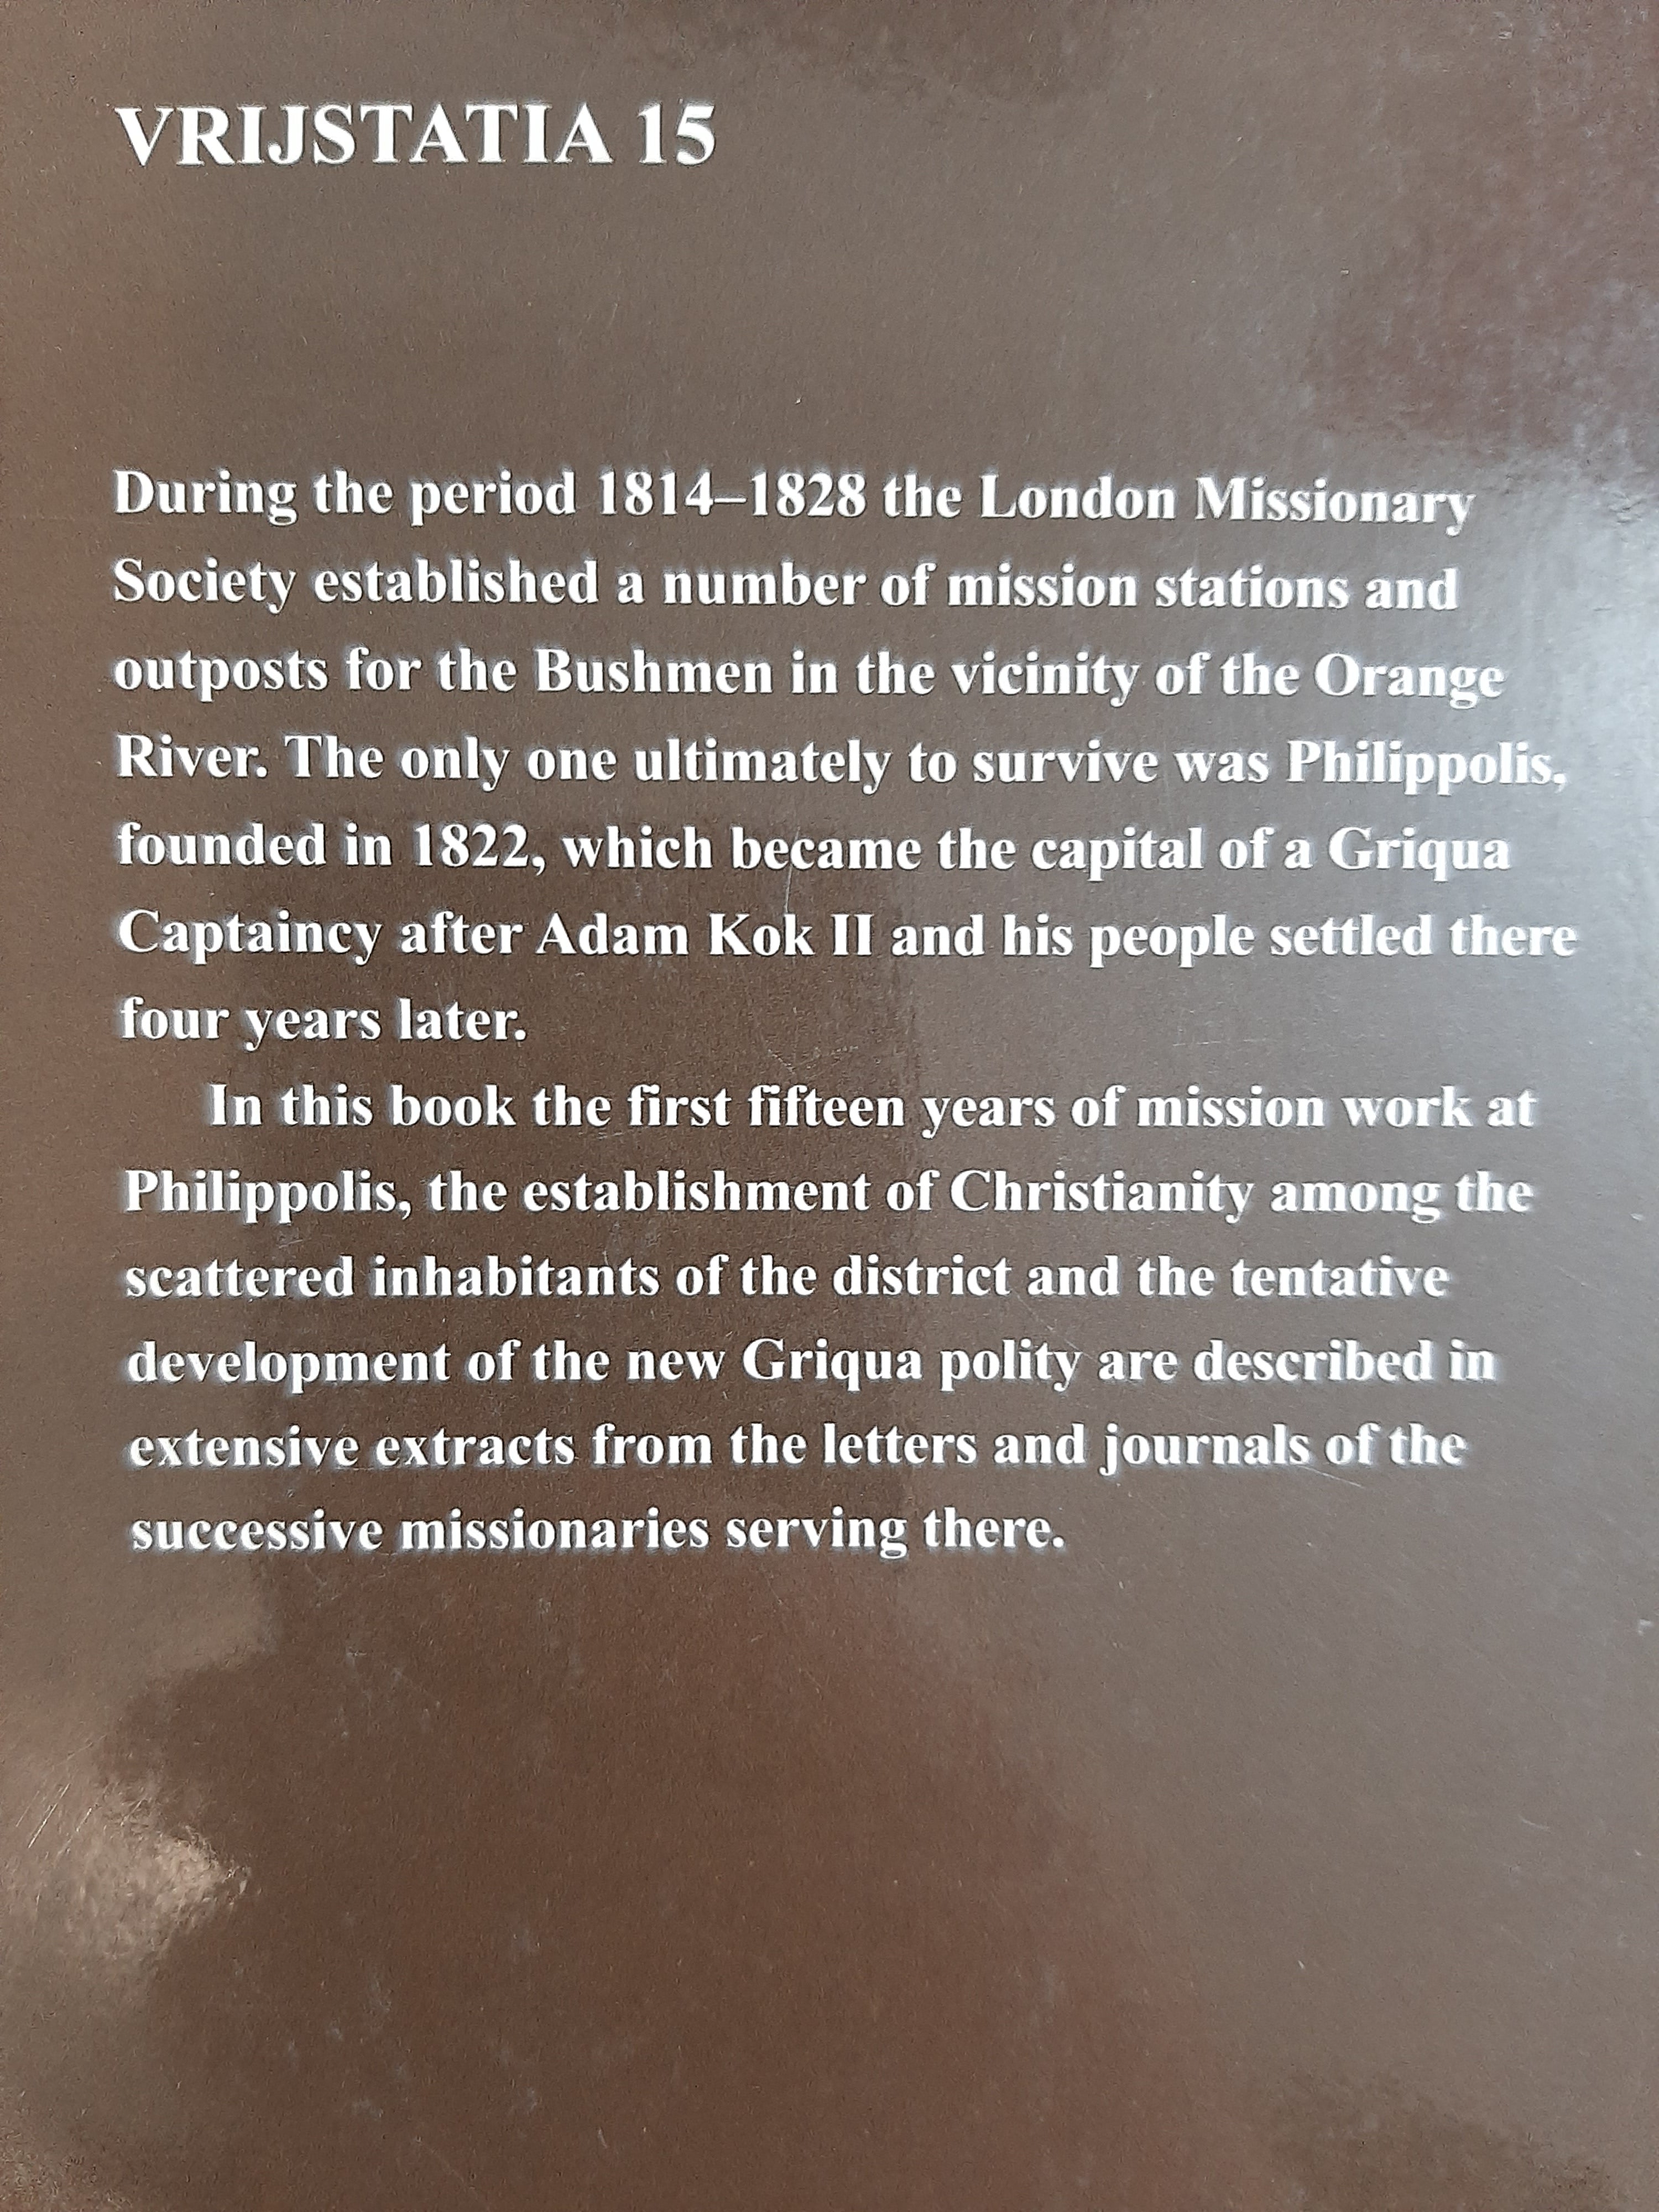 VRIJSTATIA 15
During the period 1814–1828 the London Missionary
Society established a number of mission stations and
outposts for the Bushmen in the vicinity of the Orange
River. The only one ultimately to survive was Philippolis,
founded in 1822, which became the capital of a Griqua
Captaincy after Adam Kok II and his people settled there
four years later.
In this book the first fifteen years of mission work at
Philippolis, the establishment of Christianity among the
scattered inhabitants of the district and the tentative
development of the new Griqua polity are described in
extensive extracts from the letters and journals of the
successive missionaries serving there.